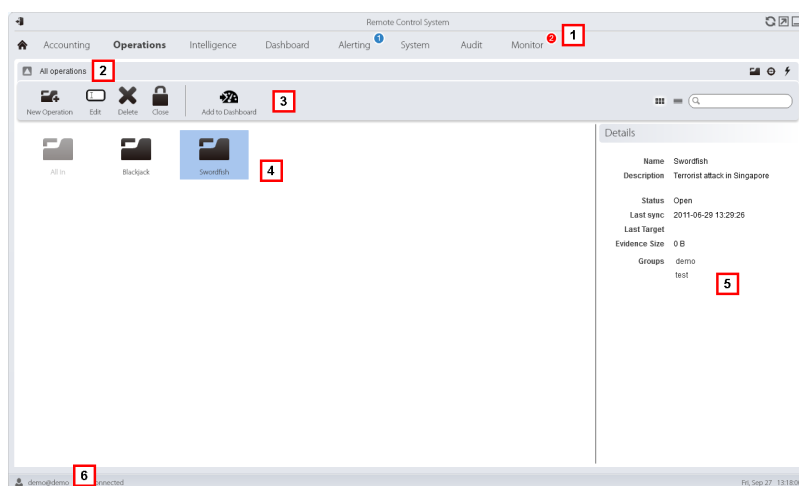 Remote Control System
Accounting Operations Intelligence Dashboard Alerting 1 System Audit Monitor 2 1
All operations 2
New Operation Edit Delete Close Add to Dashboard 3
Details
All in Blackjack Swordfish 4
Name Swordfish
Description Terrorist attack in Singapore
Status Open
Last sync 2011-06-29 13:29:26
Last Target
Evidence Size 0 B
Groups demo
test
5
demo@demo 6
Fri, Sep 27 13:18:0